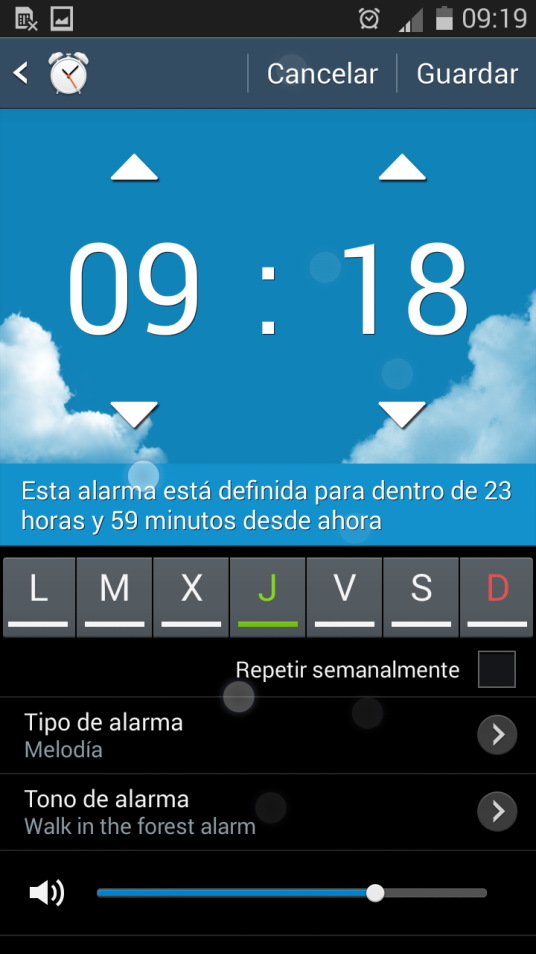 09:19
Cancelar Guardar
09 : 18
Esta alarma está definida para dentro de 23
horas y 59 minutos desde ahora
L M X J V S D
Repetir semanalmente
Tipo de alarma
Melodía
Tono de alarma
Walk in the forest alarm